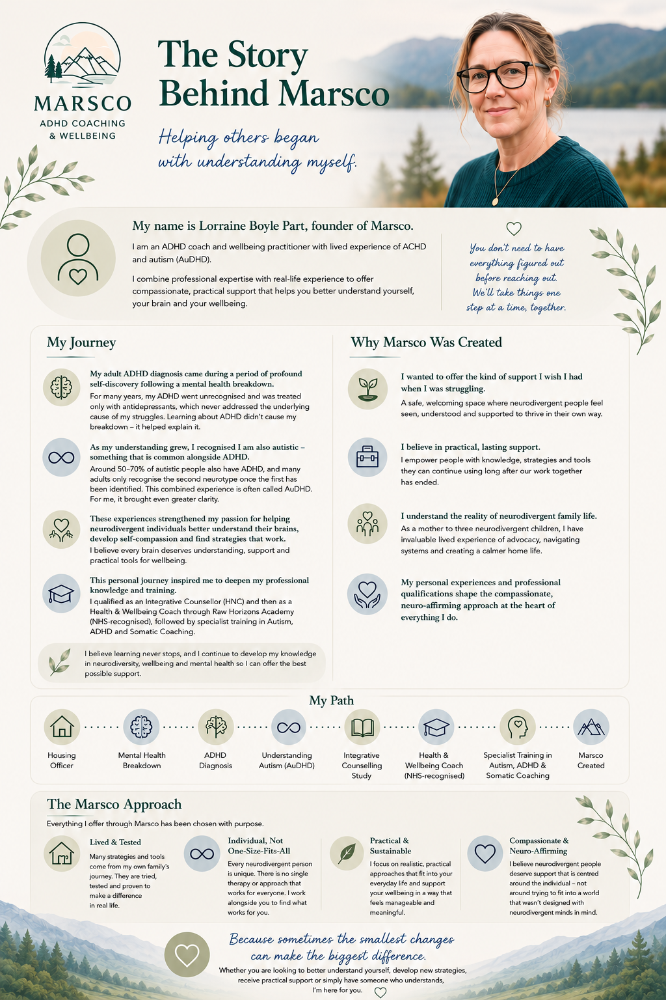 MARSCO
ADHD COACHING
& WELLBEING
The Story
Behind Marsco
Helping others began
with understanding myself.
My name is Lorraine Boyle Part, founder of Marsco.
I am an ADHD coach and wellbeing practitioner with lived experience of ACHD
and autism (AuDHD).
I combine professional expertise with real-life experience to offer
compassionate, practical support that helps you better understand yourself,
your brain and your wellbeing.
You don't need to have
everything figured out
before reaching out.
We'll take things one
step at a time, together.
My Journey
My adult ADHD diagnosis came during a period of profound
self-discovery following a mental health breakdown.
For many years, my ADHD went unrecognised and was treated
only with antidepressants, which never addressed the underlying
cause of my struggles. Learning about ADHD didn't cause my
breakdown – it helped explain it.
As my understanding grew, I recognised I am also autistic –
something that is common alongside ADHD.
Around 50–70% of autistic people also have ADHD, and many
adults only recognise the second neurotype once the first has
been identified. This combined experience is often called AuDHD.
For me, it brought even greater clarity.
These experiences strengthened my passion for helping
neurodivergent individuals better understand their brains,
develop self-compassion and find strategies that work.
I believe every brain deserves understanding, support and
practical tools for wellbeing.
This personal journey inspired me to deepen my professional
knowledge and training.
I qualified as an Integrative Counsellor (HNC) and then as a
Health & Wellbeing Coach through Raw Horizons Academy
(NHS-recognised), followed by specialist training in Autism,
ADHD and Somatic Coaching.
I believe learning never stops, and I continue to develop my knowledge
in neurodiversity, wellbeing and mental health so I can offer the best
possible support.
Why Marsco Was Created
I wanted to offer the kind of support I wish I had
when I was struggling.
A safe, welcoming space where neurodivergent people feel
seen, understood and supported to thrive in their own way.
I believe in practical, lasting support.
I empower people with knowledge, strategies and tools
they can continue using long after our work together
has ended.
I understand the reality of neurodivergent family life.
As a mother to three neurodivergent children, I have
invaluable lived experience of advocacy, navigating
systems and creating a calmer home life.
My personal experiences and professional
qualifications shape the compassionate,
neuro-affirming approach at the heart of
everything I do.
My Path
Housing
Officer
Mental Health
Breakdown
ADHD
Diagnosis
Understanding
Autism (AuDHD)
Integrative
Counselling
Study
Health &
Wellbeing Coach
(NHS-recognised)
Specialist Training in
Autism, ADHD &
Somatic Coaching
Marsco
Created
The Marsco Approach
Everything I offer through Marsco has been chosen with purpose.
Lived & Tested
Many strategies and tools
come from my own family's
journey. They are tried,
tested and proven to
make a difference
in real life.
Individual, Not
One-Size-Fits-All
Every neurodivergent person
is unique. There is no single
therapy or approach that
works for everyone. I work
alongside you to find what
works for you.
Practical &
Sustainable
I focus on realistic, practical
approaches that fit into your
everyday life and support
your wellbeing in a way that
feels manageable and
meaningful.
Compassionate &
Neuro-Affirming
I believe neurodivergent people
deserve support that is centred
around the individual – not
around trying to fit into a world
that wasn't designed with
neurodivergent minds in mind.
Because sometimes the smallest changes
can make the biggest difference.
Whether you are looking to better understand yourself, develop new strategies,
receive practical support or simply have someone who understands,
I'm here for you.